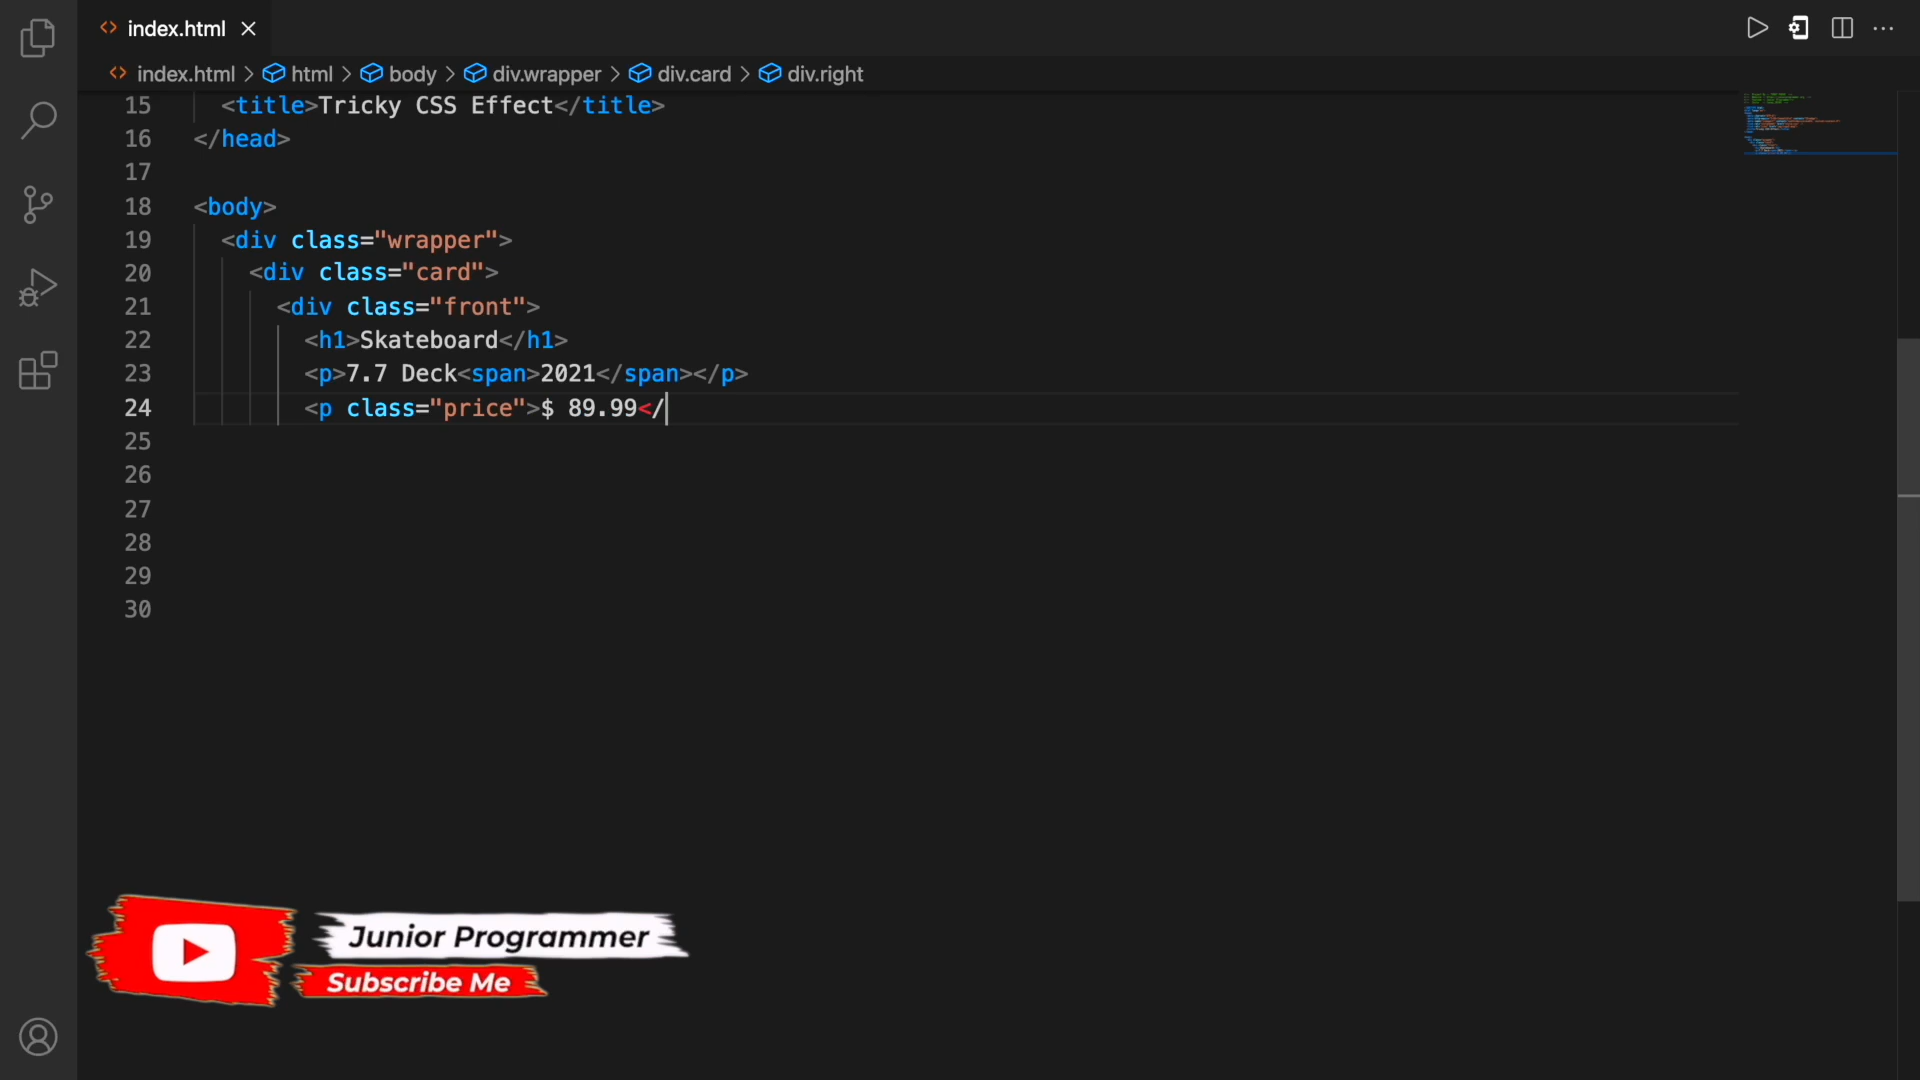 index.html
index.html > html > body > div.wrapper > div.card > div.right
15 <title>Tricky CSS Effect</title>
16 </head>
17
18 <body>
19 <div class="wrapper">
20 <div class="card">
21 <div class="front">
22 <h1>Skateboard</h1>
23 <p>7.7 Deck<span>2021</span></p>
24 <p class="price">$ 89.99</
25
26
27
28
29
30
Junior Programmer
Subscribe Me